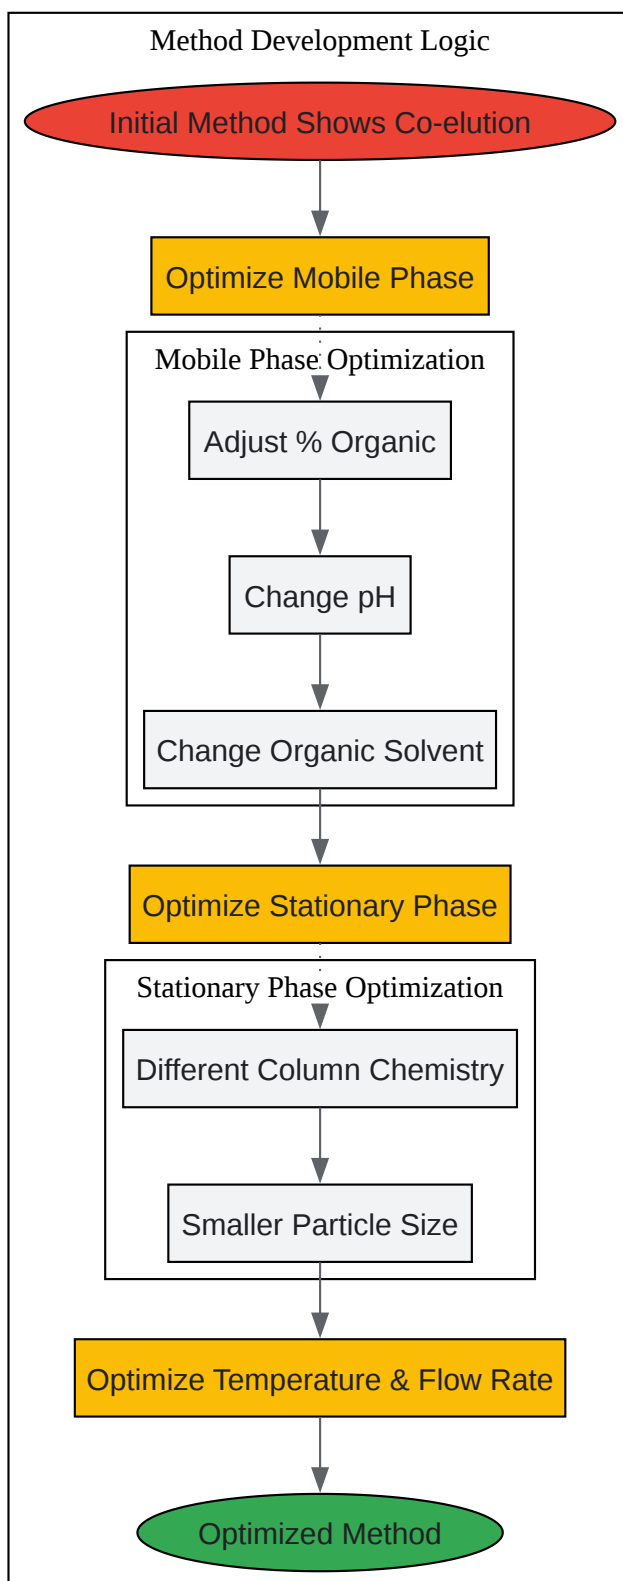 Method Development Logic
Initial Method Shows Co-elution
Optimize Mobile Phase
Mobile Phase Optimization
Adjust % Organic
Change pH
Change Organic Solvent
Optimize Stationary Phase
Stationary Phase Optimization
Different Column Chemistry
Smaller Particle Size
Optimize Temperature & Flow Rate
Optimized Method